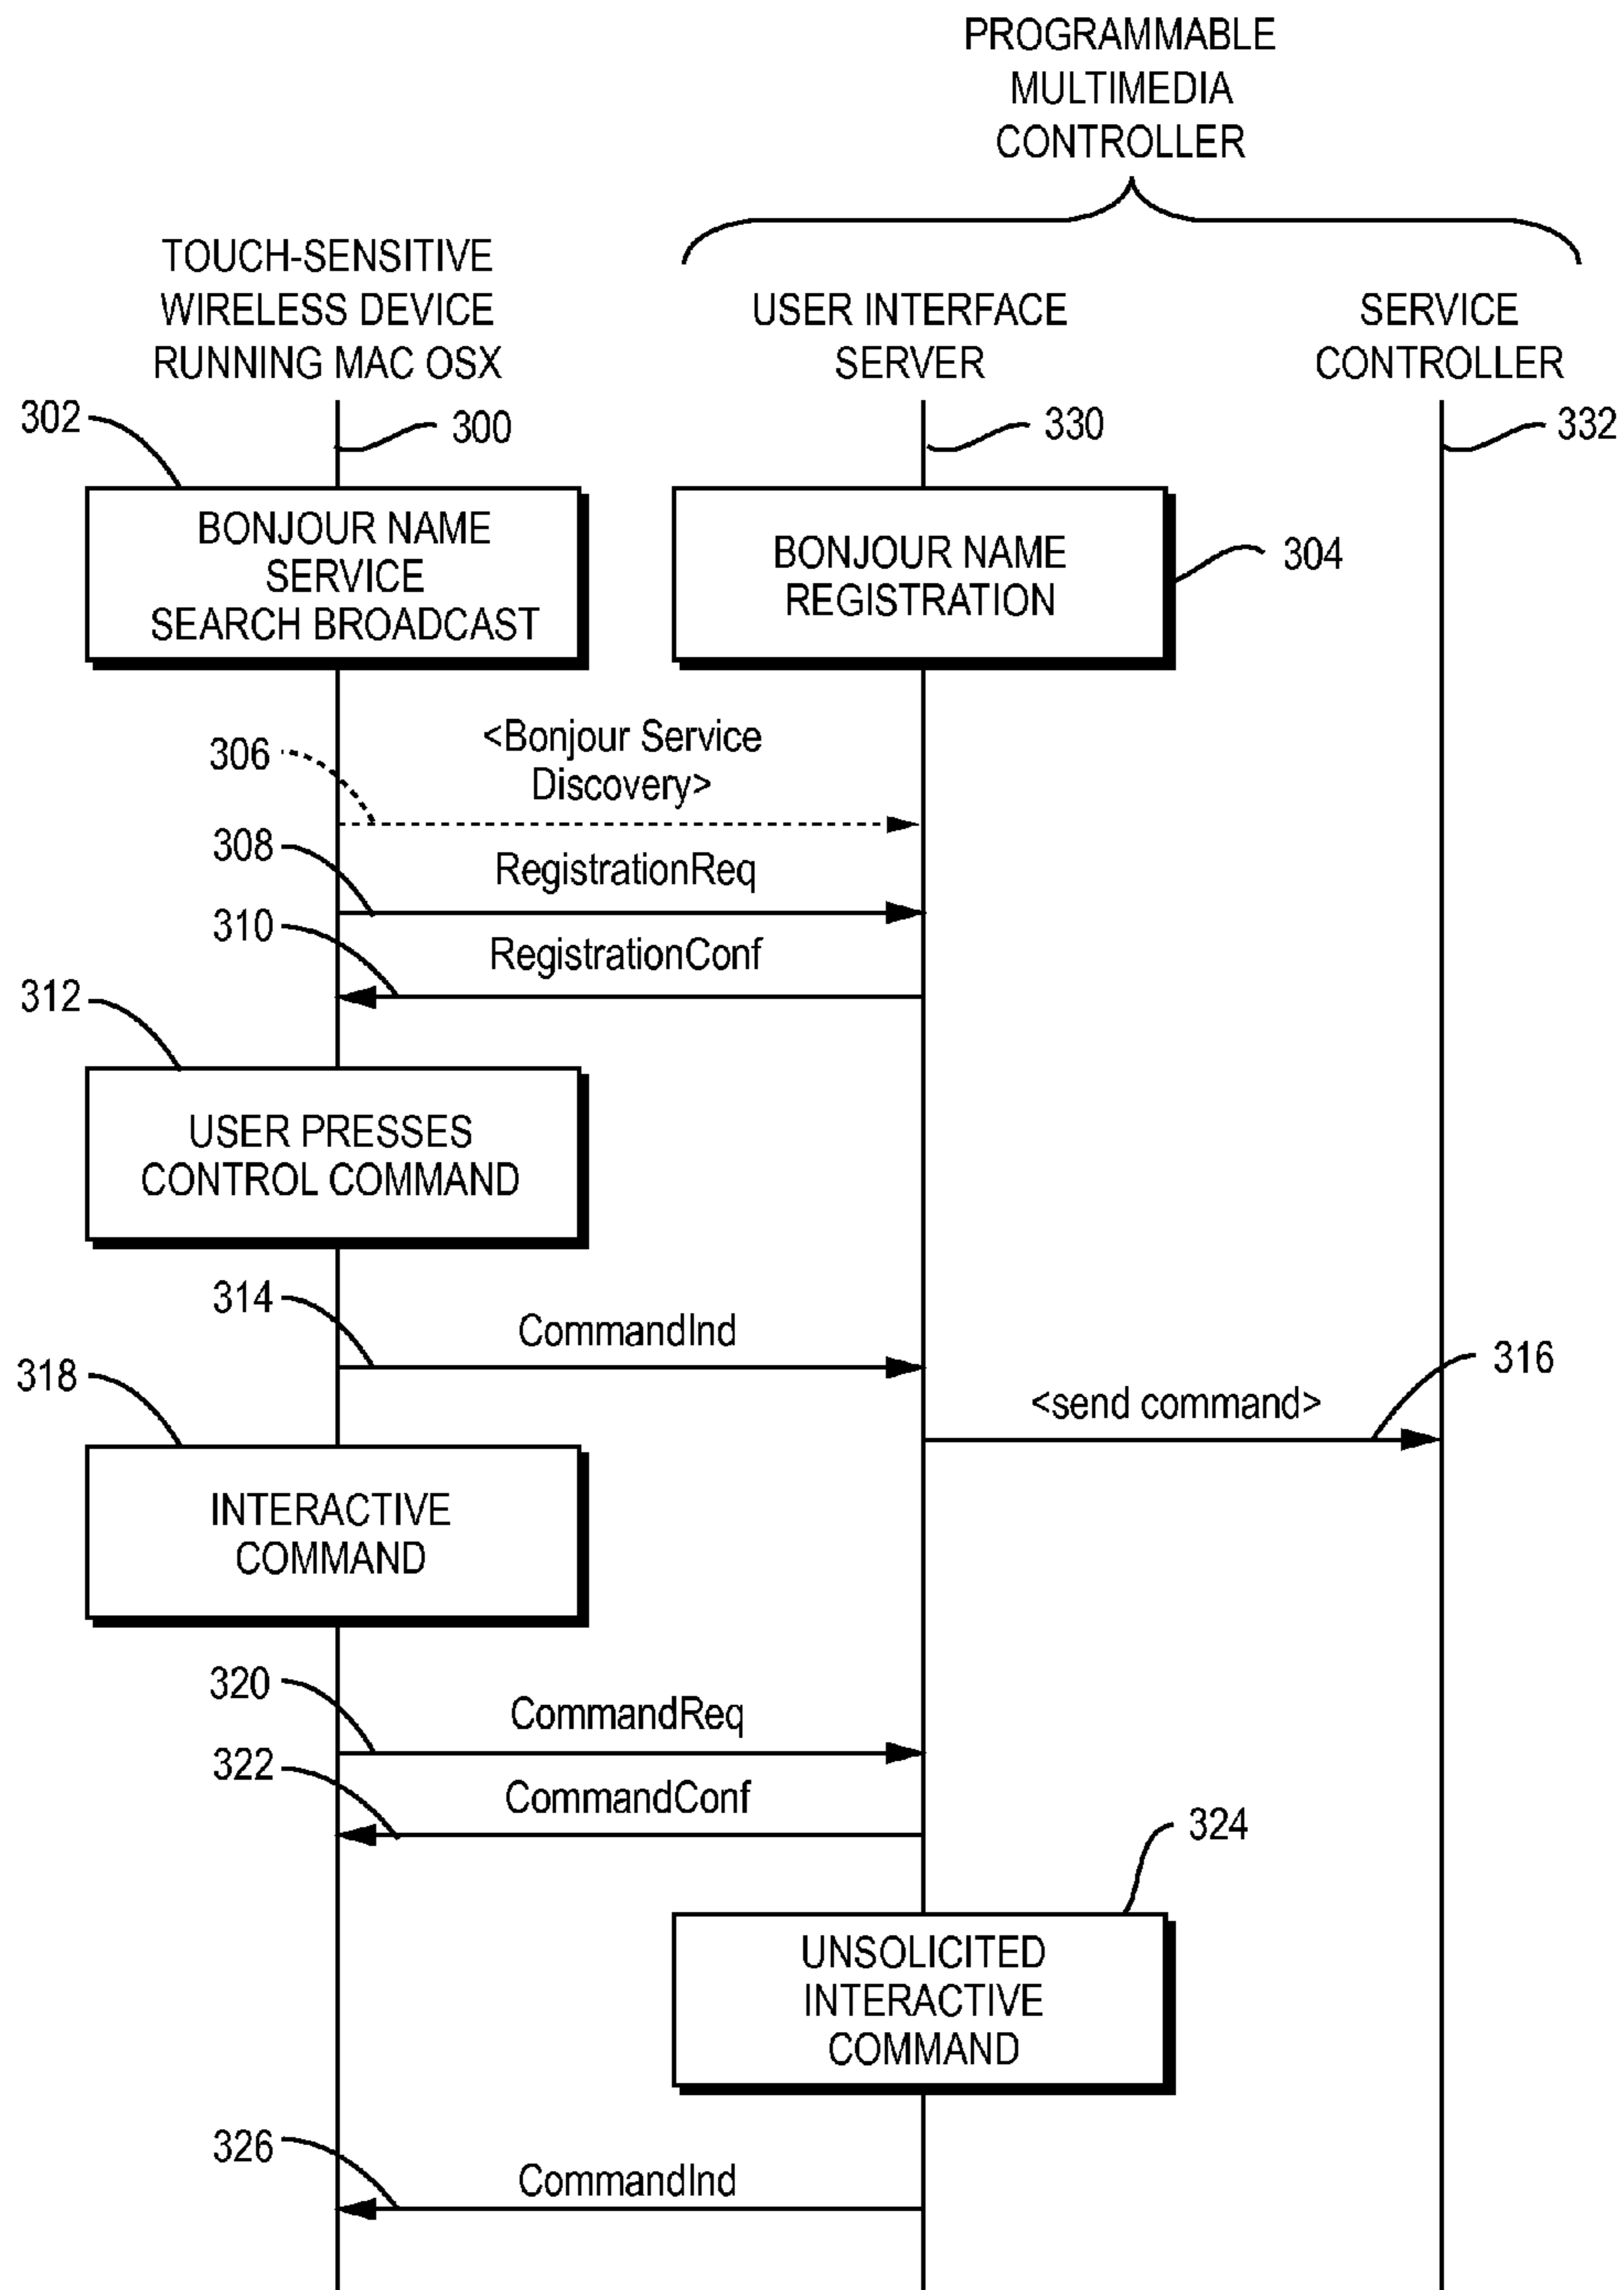 PROGRAMMABLE
MULTIMEDIA
CONTROLLER
TOUCH-SENSITIVE
WIRELESS DEVICE
RUNNING MAC OSX
USER INTERFACE
SERVER
SERVICE
CONTROLLER
302
300
330
332
BONJOUR NAME
SERVICE
SEARCH BROADCAST
BONJOUR NAME
REGISTRATION
304
306
<Bonjour Service
Discovery>
308
RegistrationReq
310
RegistrationConf
312
USER PRESSES
CONTROL COMMAND
314
CommandInd
318
316
<send command>
INTERACTIVE
COMMAND
320
CommandReq
322
CommandConf
324
UNSOLICITED
INTERACTIVE
COMMAND
326
CommandInd